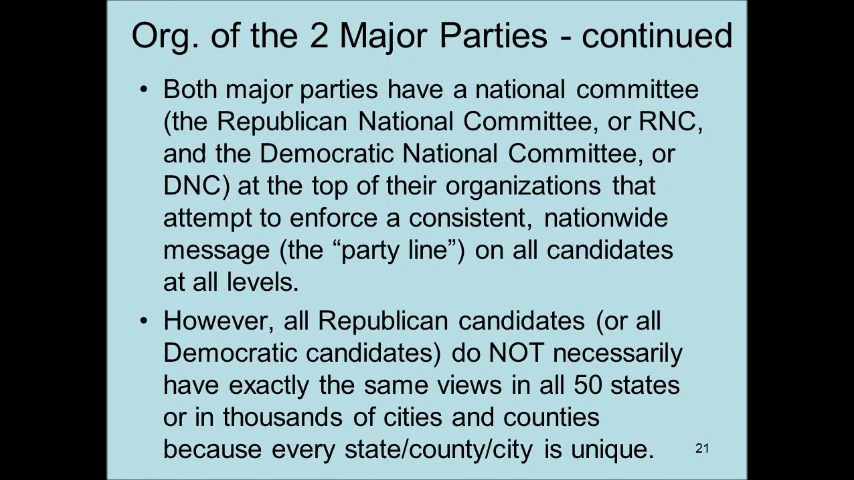 Org. of the 2 Major Parties - continued
• Both major parties have a national committee
(the Republican National Committee, or RNC,
and the Democratic National Committee, or
DNC) at the top of their organizations that
attempt to enforce a consistent, nationwide
message (the “party line”) on all candidates
at all levels.
• However, all Republican candidates (or all
Democratic candidates) do NOT necessarily
have exactly the same views in all 50 states
or in thousands of cities and counties
because every state/county/city is unique.
21